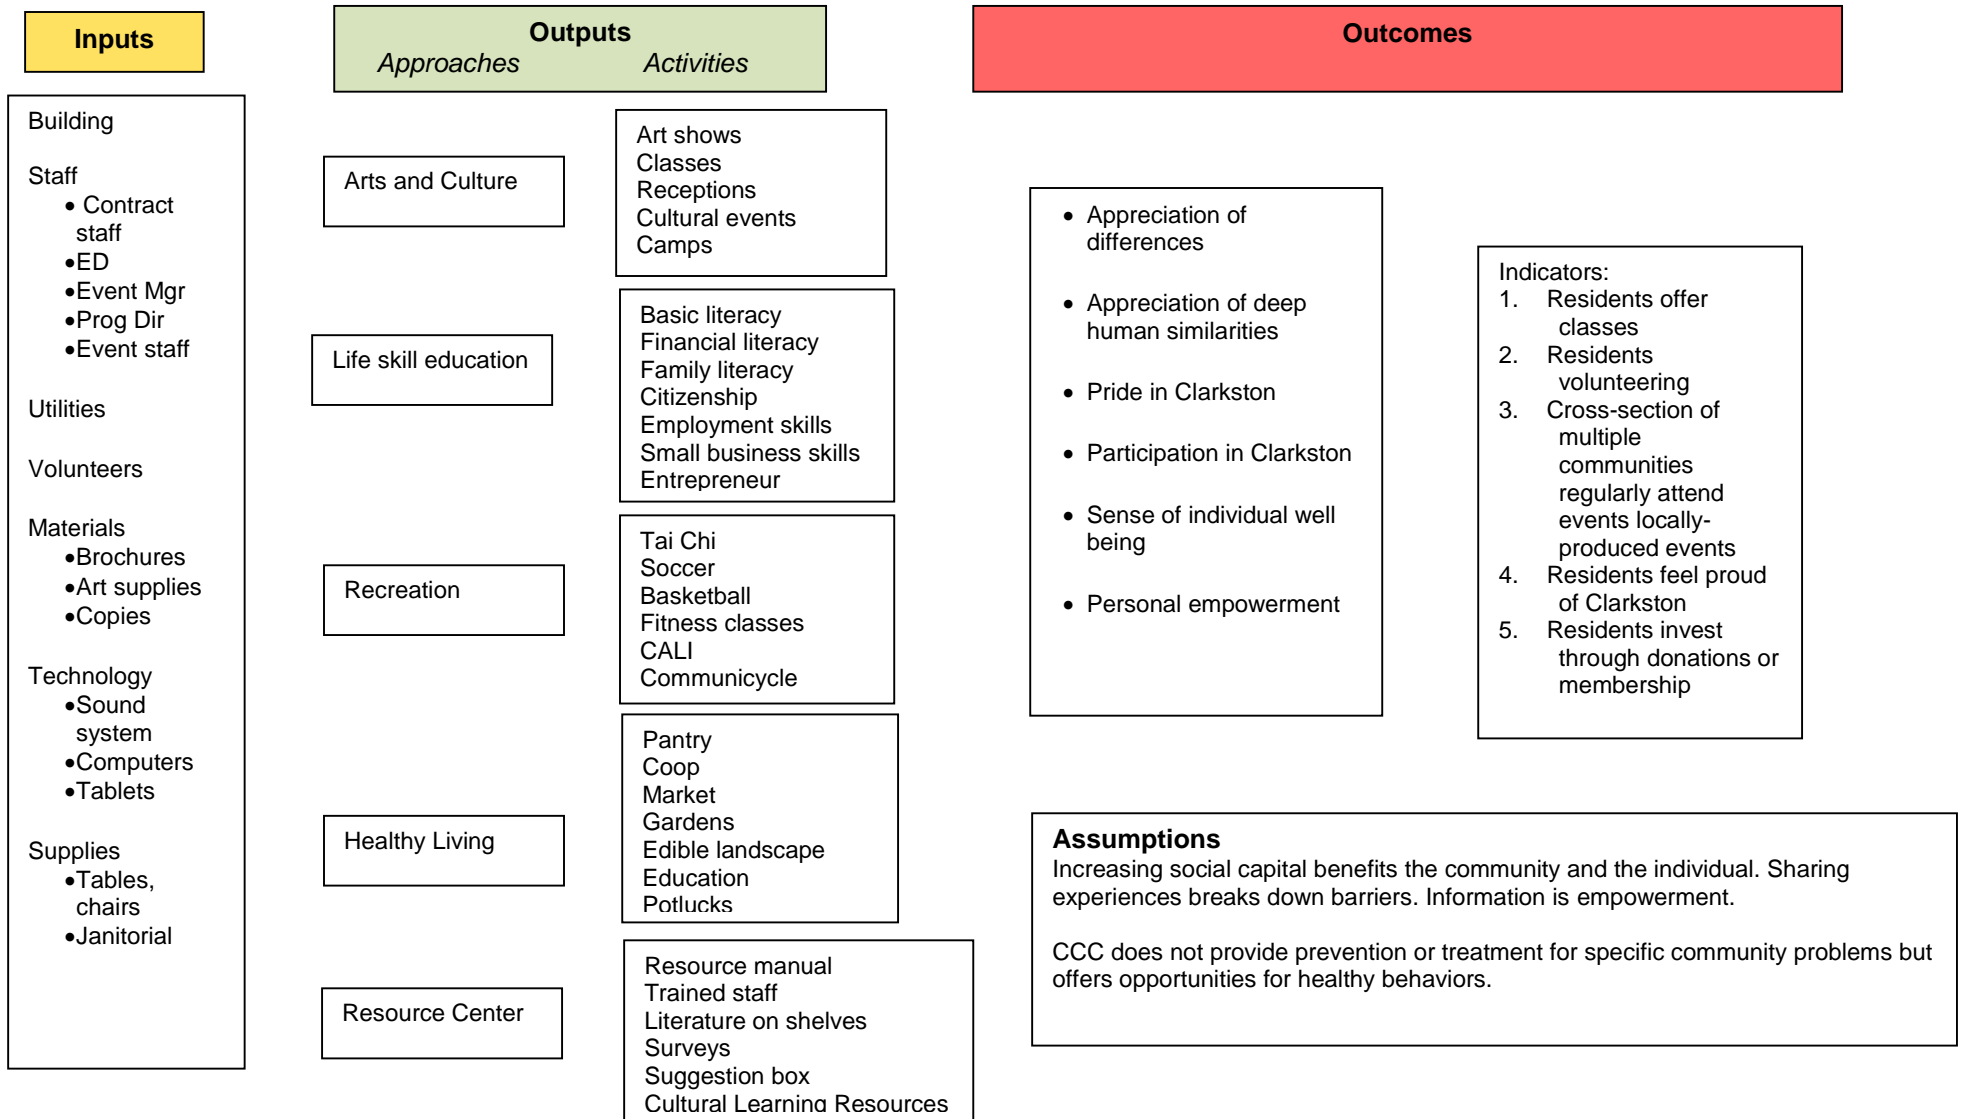 Inputs
Building
Staff
• Contract
staff
•ED
•Event Mgr
•Prog Dir
•Event staff
Utilities
Volunteers
Materials
•Brochures
•Art supplies
•Copies
Technology
•Sound
system
•Computers
•Tablets
Supplies
•Tables,
chairs
•Janitorial
Outputs
Approaches Activities
Arts and Culture
Art shows
Classes
Receptions
Cultural events
Camps
Life skill education
Basic literacy
Financial literacy
Family literacy
Citizenship
Employment skills
Small business skills
Entrepreneur
Recreation
Tai Chi
Soccer
Basketball
Fitness classes
CALI
Communicycle
Healthy Living
Pantry
Coop
Market
Gardens
Edible landscape
Education
Potlucks
Resource Center
Resource manual
Trained staff
Literature on shelves
Surveys
Suggestion box
Cultural Learning Resources
Outcomes
• Appreciation of
differences
• Appreciation of deep
human similarities
• Pride in Clarkston
• Participation in Clarkston
• Sense of individual well
being
• Personal empowerment
Indicators:
1. Residents offer
classes
2. Residents
volunteering
3. Cross-section of
multiple
communities
regularly attend
events locally-
produced events
4. Residents feel proud
of Clarkston
5. Residents invest
through donations or
membership
Assumptions
Increasing social capital benefits the community and the individual. Sharing
experiences breaks down barriers. Information is empowerment.
CCC does not provide prevention or treatment for specific community problems but
offers opportunities for healthy behaviors.